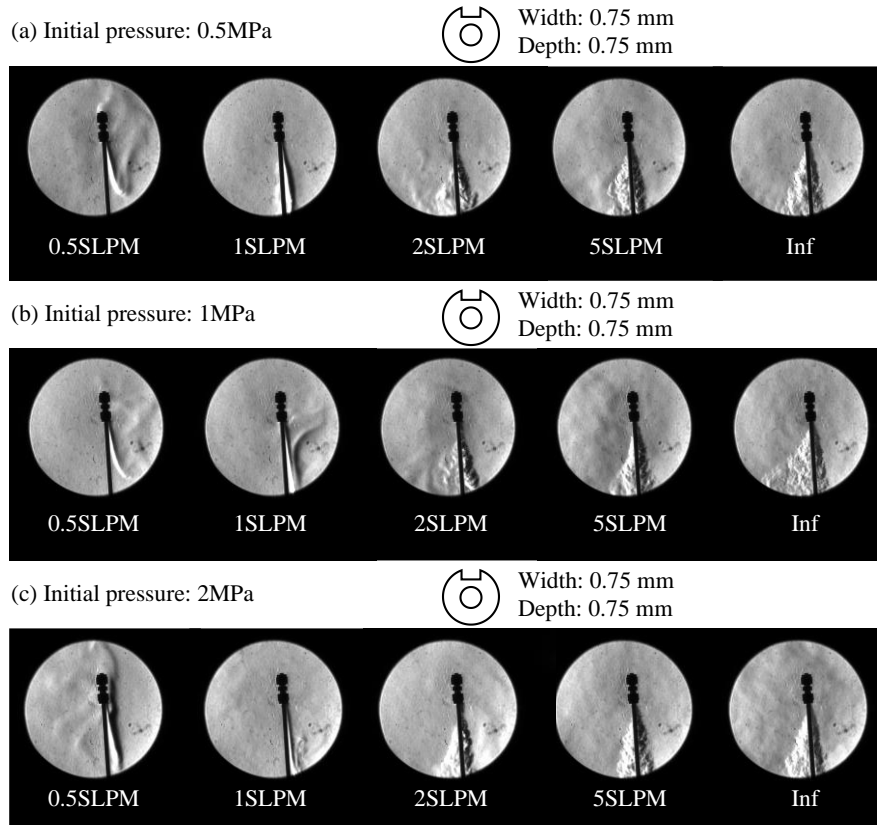 (a) Initial pressure: 0.5MPa
Width: 0.75 mm
Depth: 0.75 mm
0.5SLPM 1SLPM 2SLPM 5SLPM Inf
(b) Initial pressure: 1MPa
Width: 0.75 mm
Depth: 0.75 mm
0.5SLPM 1SLPM 2SLPM 5SLPM Inf
(c) Initial pressure: 2MPa
Width: 0.75 mm
Depth: 0.75 mm
0.5SLPM 1SLPM 2SLPM 5SLPM Inf